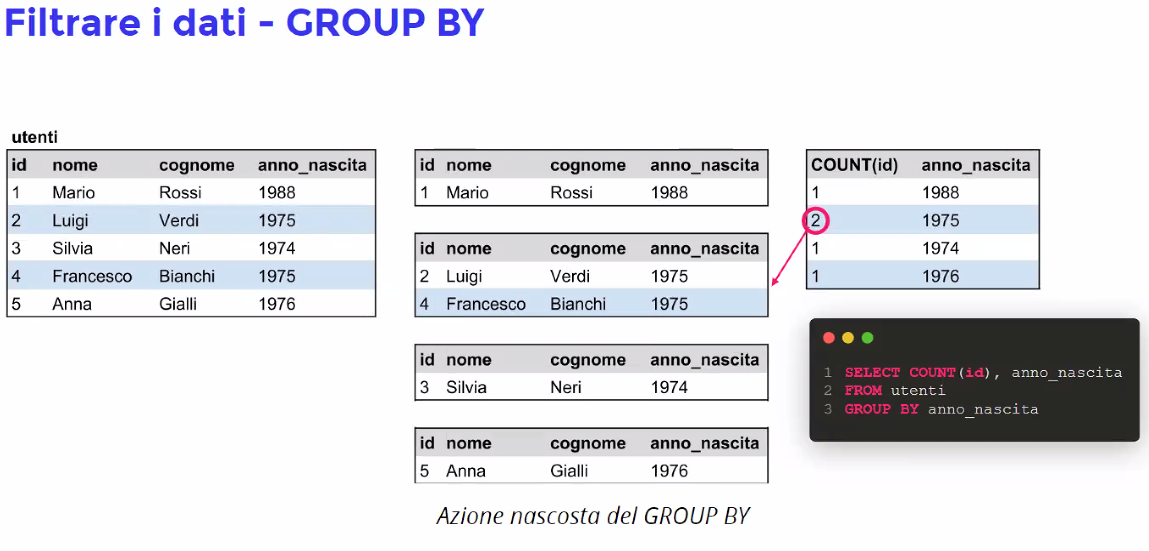 Filtrare i dati - GROUP BY
utenti
id nome cognome anno_nascita
1 Mario Rossi 1988
2 Luigi Verdi 1975
3 Silvia Neri 1974
4 Francesco Bianchi 1975
5 Anna Gialli 1976
id nome cognome anno_nascita
1 Mario Rossi 1988
id nome cognome anno_nascita
2 Luigi Verdi 1975
4 Francesco Bianchi 1975
id nome cognome anno_nascita
3 Silvia Neri 1974
id nome cognome anno_nascita
5 Anna Gialli 1976
Azione nascosta del GROUP BY
COUNT(id) anno_nascita
1 1988
2 1975
1 1974
1 1976
1 SELECT COUNT(id), anno_nascita
2 FROM utenti
3 GROUP BY anno_nascita